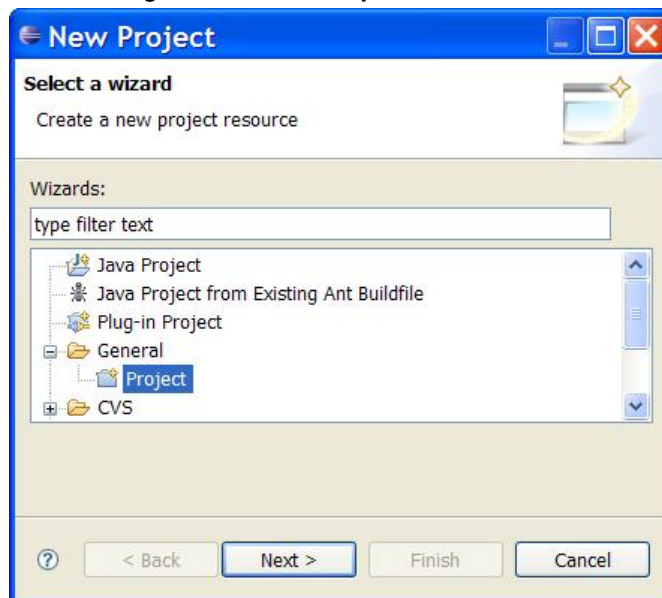 New Project
Select a wizard
Create a new project resource
Wizards:
type filter text
Java Project
Java Project from Existing Ant Buildfile
Plug-in Project
General
Project
CVS
? < Back Next > Finish Cancel